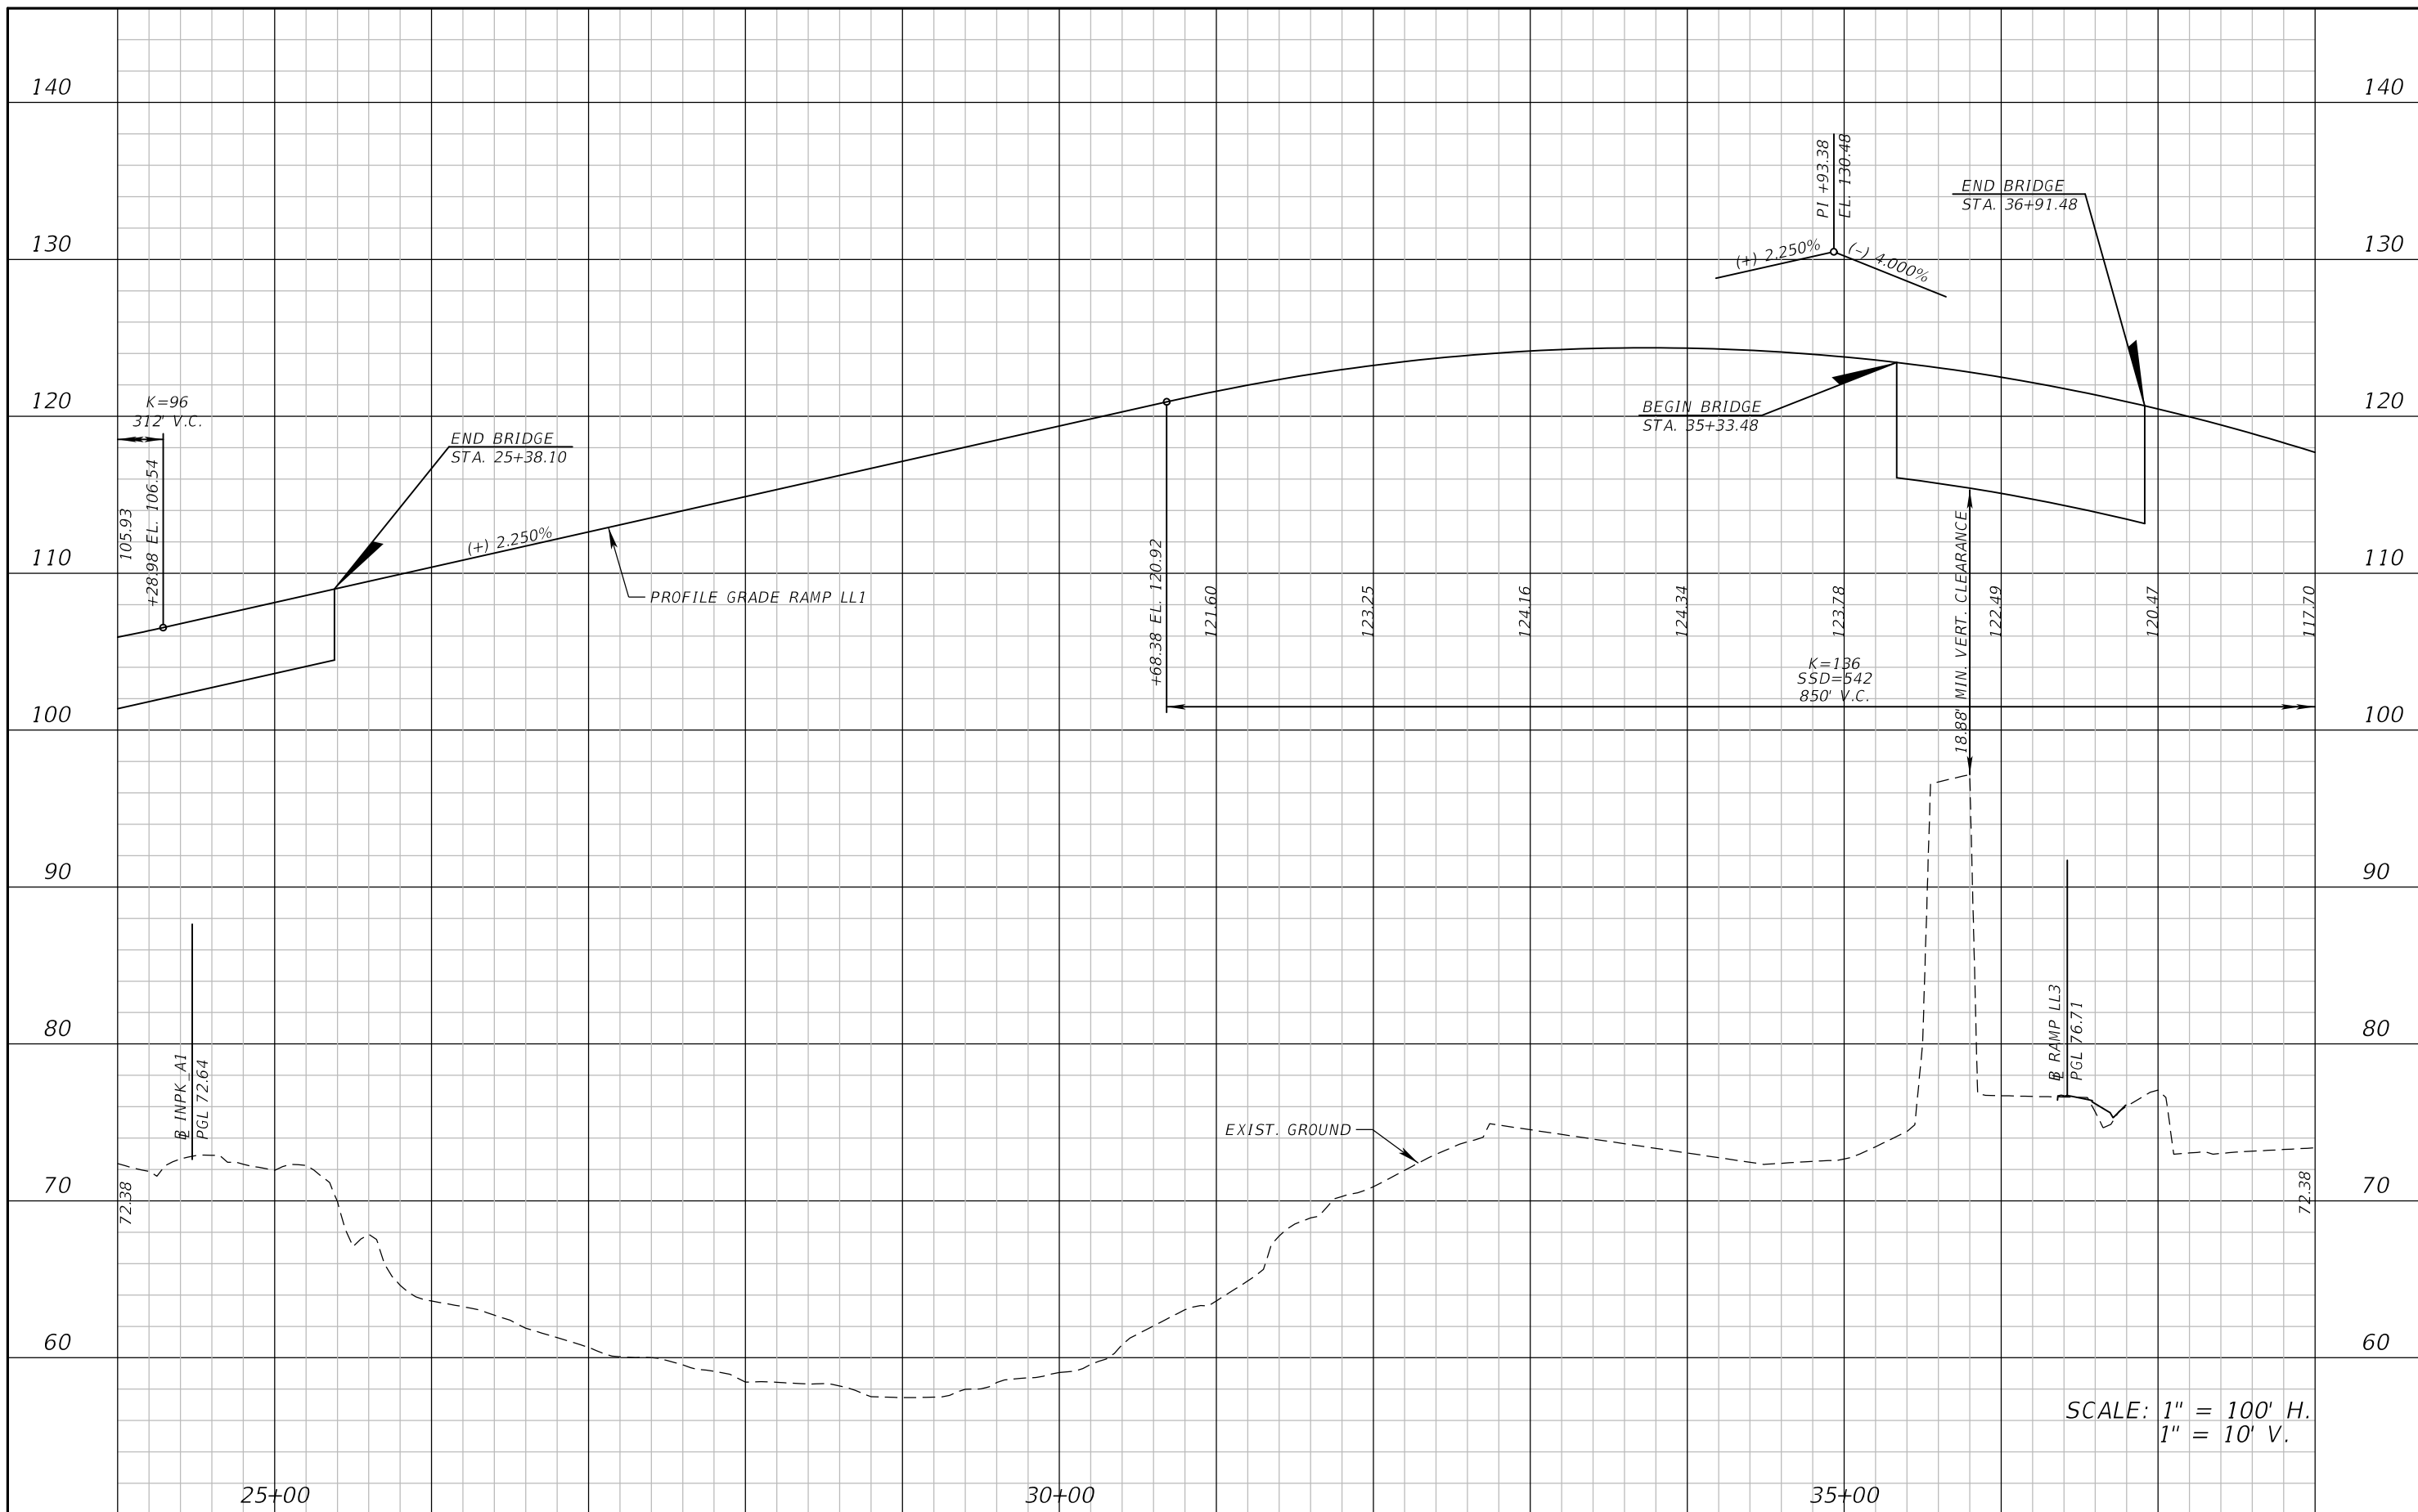 140
140
PI +93.38
EL. 130.48
END BRIDGE
STA. 36+91.48
130
130
(+) 2.250%
(-) 4.000%
K=96
312' V.C.
120
120
BEGIN BRIDGE
STA. 35+33.48
END BRIDGE
STA. 25+38.10
105.93
+28.98 EL. 106.54
(+) 2.250%
110
110
PROFILE GRADE RAMP LL1
+68.38 EL. 120.92
121.60
123.25
124.16
124.34
123.78
122.49
120.47
117.70
18.88' MIN. VERT. CLEARANCE
K=136
SSD=542
850' V.C.
100
100
90
90
80
80
℄ INPK_A1
PGL 72.64
℄ RAMP LL3
PGL 76.71
EXIST. GROUND
70
70
72.38
72.38
60
60
SCALE: 1" = 100' H.
1" = 10' V.
25+00
30+00
35+00